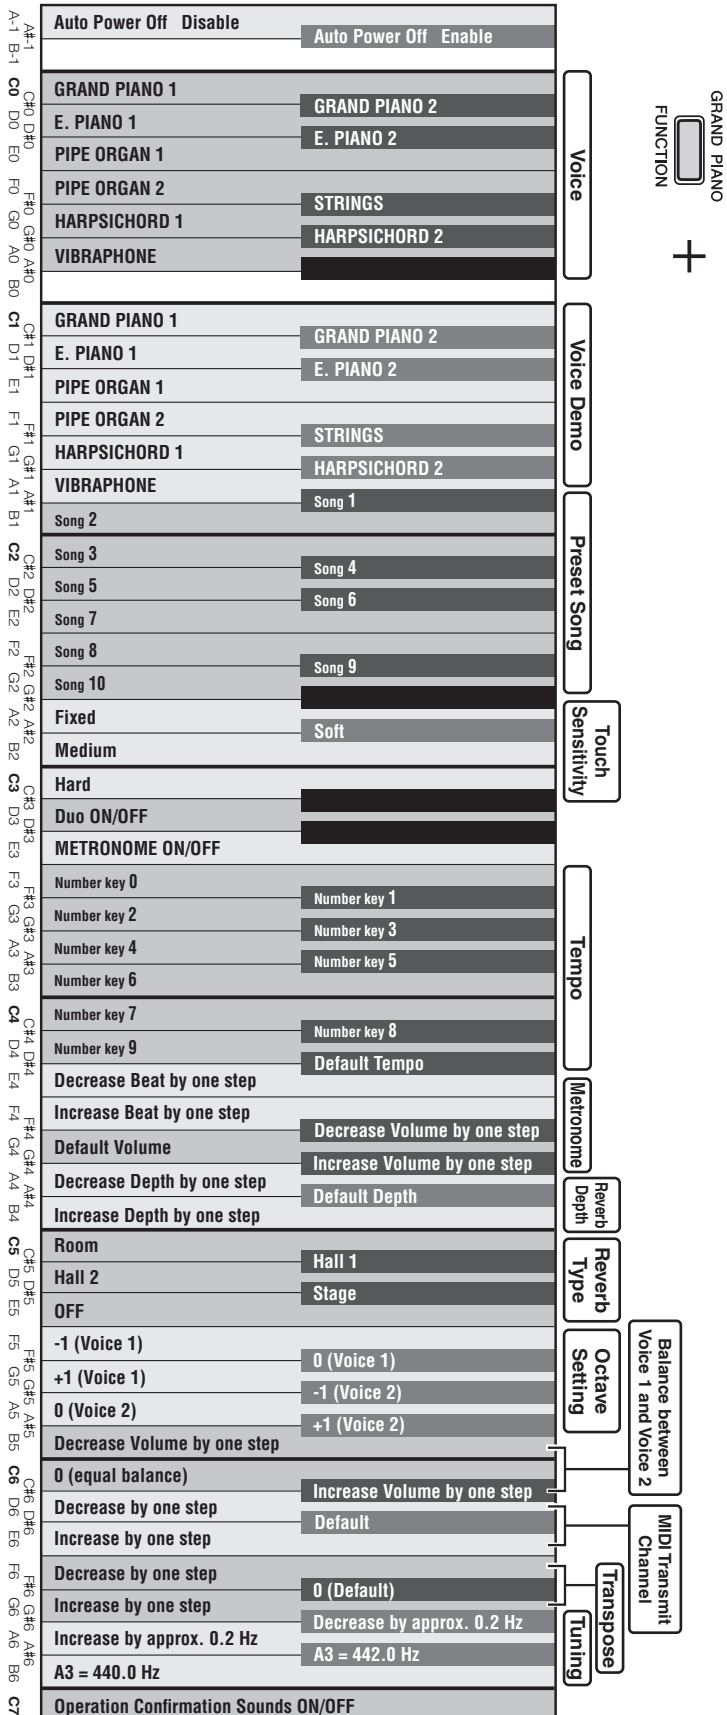 GRAND PIANO
FUNCTION
+
Auto Power Off Disable
Auto Power Off Enable
Voice
GRAND PIANO 1
GRAND PIANO 2
E. PIANO 1
E. PIANO 2
PIPE ORGAN 1
PIPE ORGAN 2
STRINGS
HARPSICHORD 1
HARPSICHORD 2
VIBRAPHONE
Voice Demo
GRAND PIANO 1
GRAND PIANO 2
E. PIANO 1
E. PIANO 2
PIPE ORGAN 1
PIPE ORGAN 2
STRINGS
HARPSICHORD 1
HARPSICHORD 2
VIBRAPHONE
Preset Song
Song 1
Song 2
Song 3
Song 4
Song 5
Song 6
Song 7
Song 8
Song 9
Song 10
Touch
Sensitivity
Fixed
Soft
Medium
Hard
Duo ON/OFF
METRONOME ON/OFF
Tempo
Number key 0
Number key 1
Number key 2
Number key 3
Number key 4
Number key 5
Number key 6
Number key 7
Number key 8
Number key 9
Default Tempo
Metronome
Decrease Beat by one step
Increase Beat by one step
Decrease Volume by one step
Default Volume
Increase Volume by one step
Reverb
Depth
Decrease Depth by one step
Default Depth
Increase Depth by one step
Reverb
Type
Room
Hall 1
Hall 2
Stage
OFF
Octave
Setting
-1 (Voice 1)
0 (Voice 1)
+1 (Voice 1)
-1 (Voice 2)
0 (Voice 2)
+1 (Voice 2)
Balance between
Voice 1 and Voice 2
Decrease Volume by one step
0 (equal balance)
Increase Volume by one step
MIDI Transmit
Channel
Decrease by one step
Default
Increase by one step
Transpose
Decrease by one step
0 (Default)
Increase by one step
Tuning
Decrease by approx. 0.2 Hz
Increase by approx. 0.2 Hz
A3 = 442.0 Hz
A3 = 440.0 Hz
Operation Confirmation Sounds ON/OFF
A#-1
A-1 B-1
C#0 D#0 F#0 G#0 A#0
C0 D0 E0 F0 G0 A0 B0
C#1 D#1 F#1 G#1 A#1
C1 D1 E1 F1 G1 A1 B1
C#2 D#2 F#2 G#2 A#2
C2 D2 E2 F2 G2 A2 B2
C#3 D#3 F#3 G#3 A#3
C3 D3 E3 F3 G3 A3 B3
C#4 D#4 F#4 G#4 A#4
C4 D4 E4 F4 G4 A4 B4
C#5 D#5 F#5 G#5 A#5
C5 D5 E5 F5 G5 A5 B5
C#6 D#6 F#6 G#6 A#6
C6 D6 E6 F6 G6 A6 B6
C7